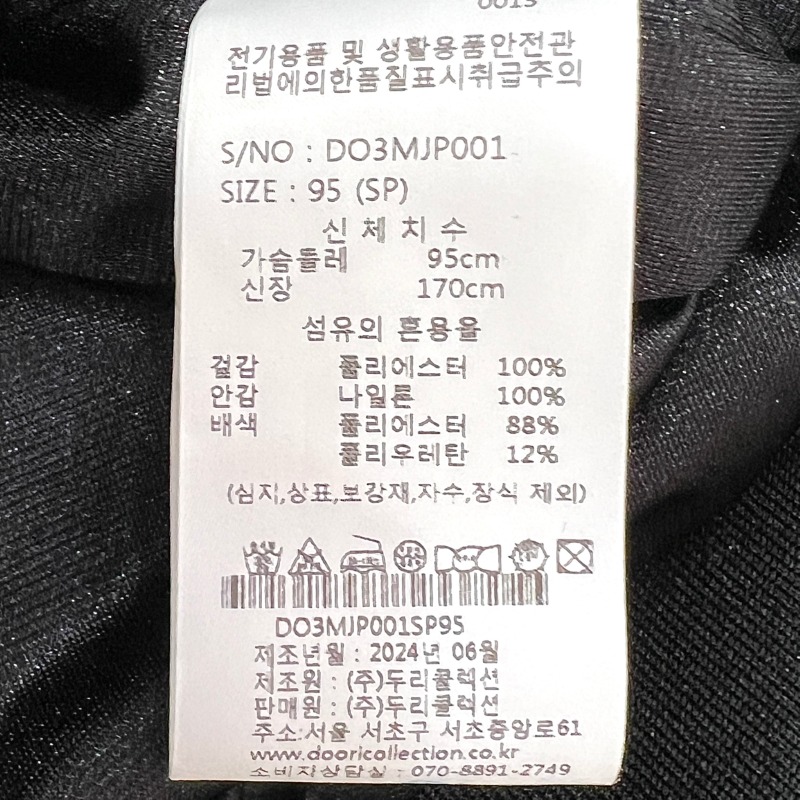 전기용품 및 생활용품안전관
리법에의한품질표시취급주의
S/NO : DO3MJP001
SIZE : 95 (SP)
신 체 치 수
가슴둘레 95cm
신장 170cm
섬유의 혼용율
겉감 폴리에스터 100%
안감 나일론 100%
배색 폴리에스터 88%
폴리우레탄 12%
(심지,상표,보강재,자수,장식 제외)
DO3MJP001SP95
제조년월 : 2024년 06월
제조원 : (주)두리콜렉션
판매원 : (주)두리콜렉션
주소:서울 서초구 서초중앙로61
www.dooricollection.co.kr
소비자상담실 : 070-8891-2749